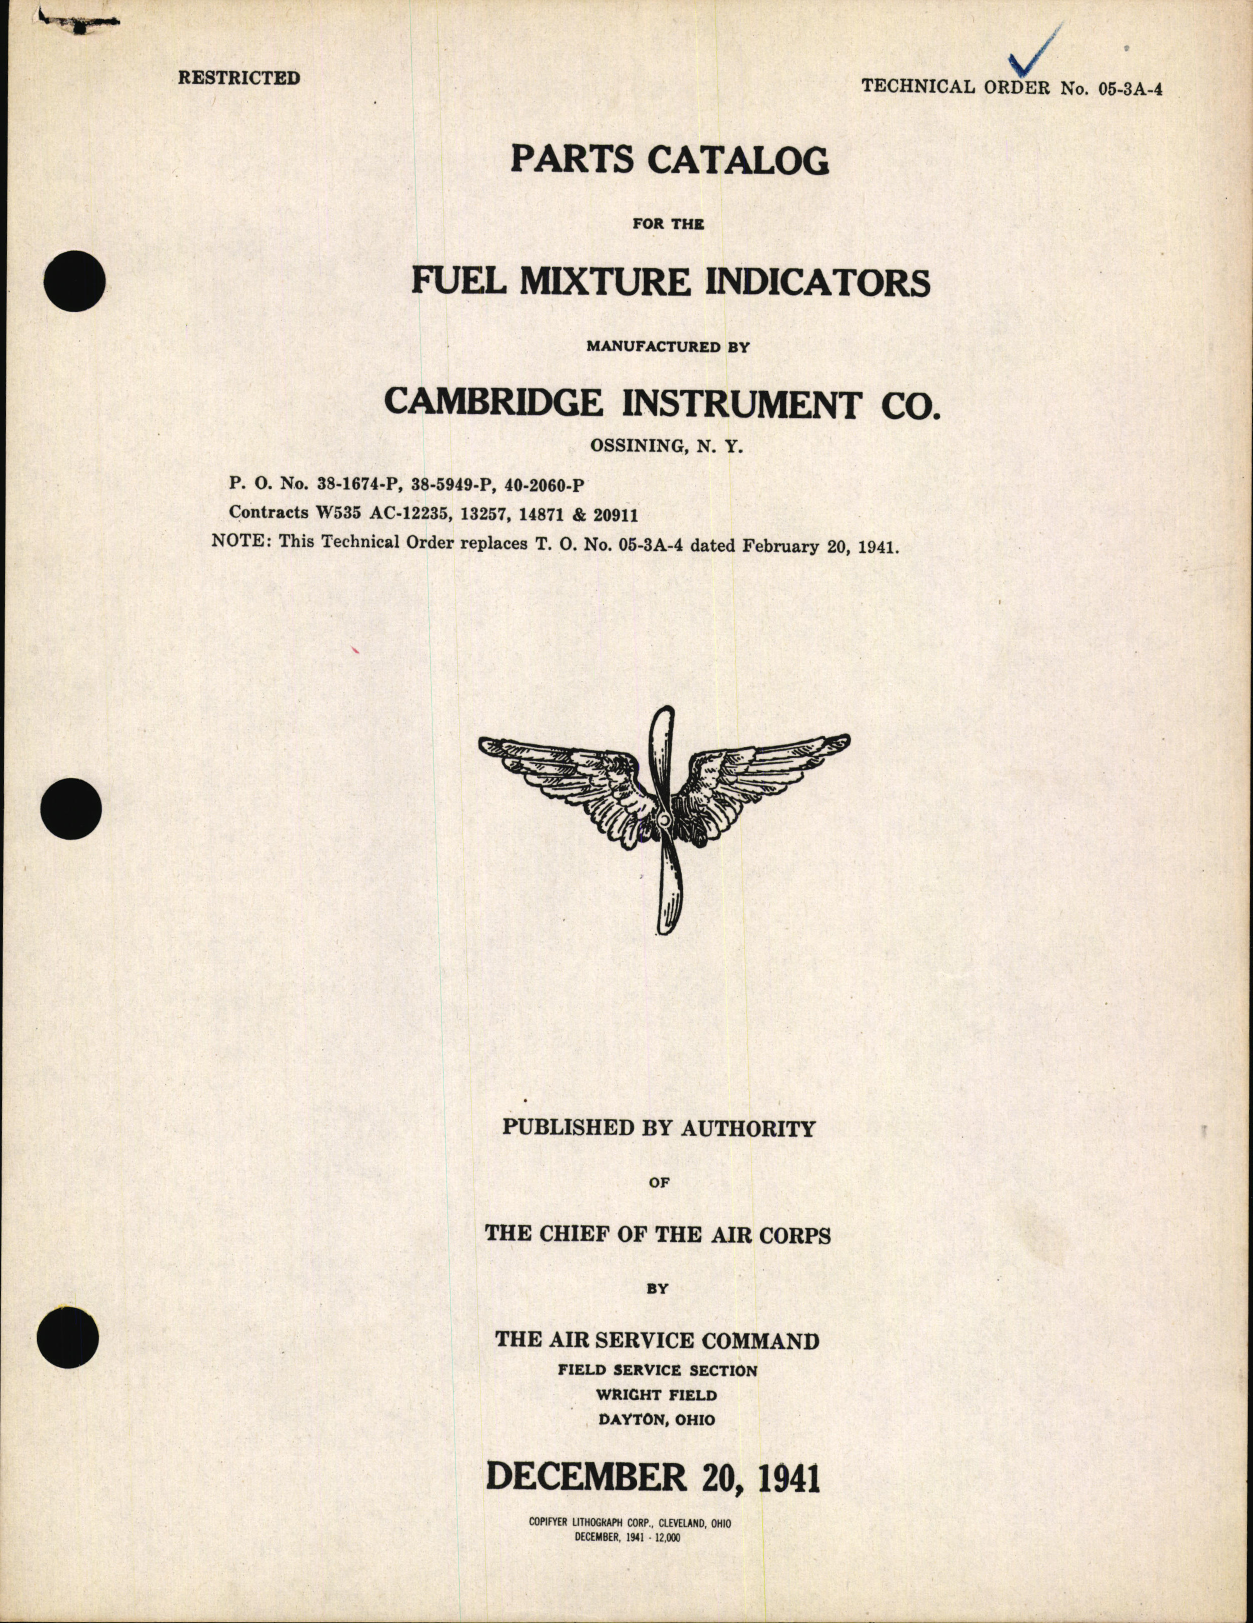 RESTRICTED
TECHNICAL ORDER No. 05-3A-4
PARTS CATALOG
FOR THE
FUEL MIXTURE INDICATORS
MANUFACTURED BY
CAMBRIDGE INSTRUMENT CO.
OSSINING, N. Y.
P. O. No. 38-1674-P, 38-5949-P, 40-2060-P
Contracts W535 AC-12235, 13257, 14871 & 20911
NOTE: This Technical Order replaces T. O. No. 05-3A-4 dated February 20, 1941.
PUBLISHED BY AUTHORITY
OF
THE CHIEF OF THE AIR CORPS
BY
THE AIR SERVICE COMMAND
FIELD SERVICE SECTION
WRIGHT FIELD
DAYTON, OHIO
DECEMBER 20, 1941
COPIFYER LITHOGRAPH CORP., CLEVELAND, OHIO
DECEMBER, 1941 - 12,000